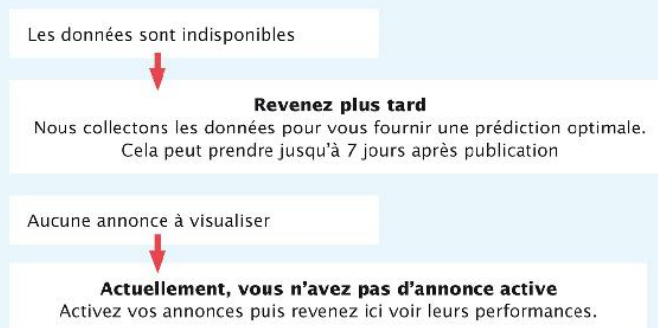 Les données sont indisponibles
Revenez plus tard
Nous collectons les données pour vous fournir une prédiction optimale.
Cela peut prendre jusqu'à 7 jours après publication
Aucune annonce à visualiser
Actuellement, vous n'avez pas d'annonce active
Activez vos annonces puis revenez ici voir leurs performances.